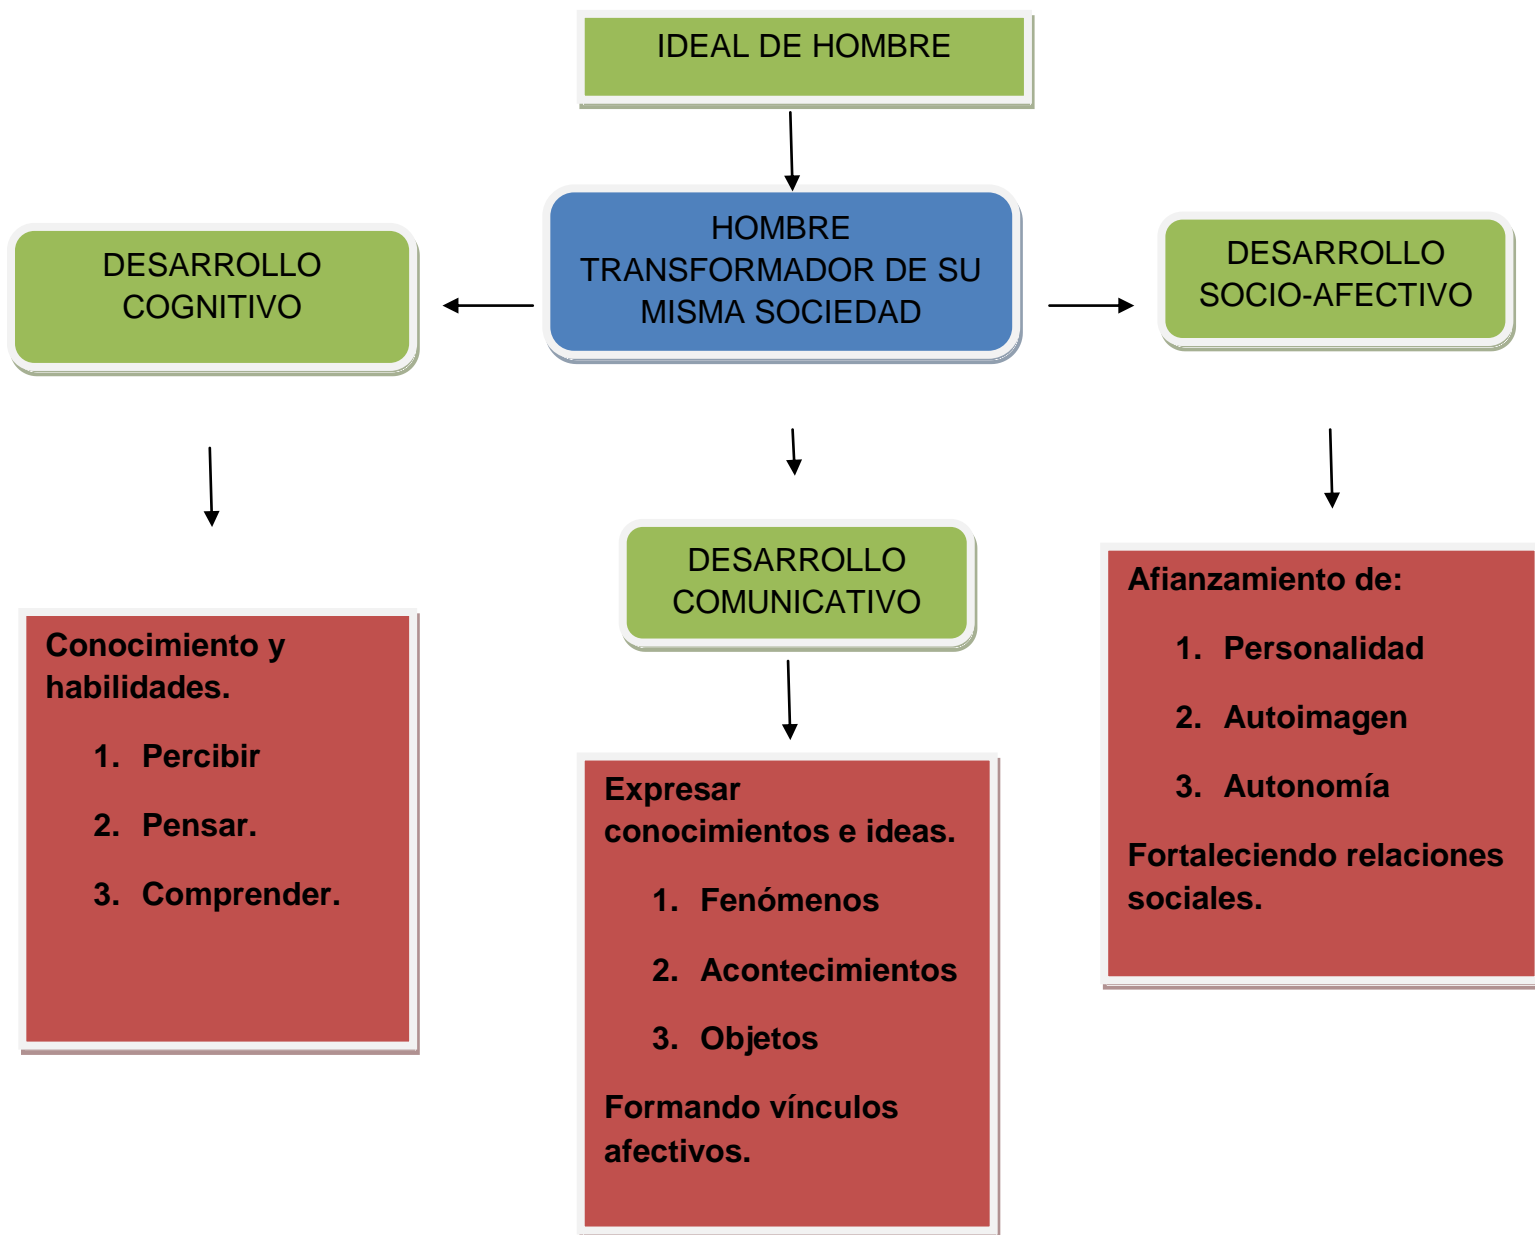 IDEAL DE HOMBRE
HOMBRE
TRANSFORMADOR DE SU
MISMA SOCIEDAD
DESARROLLO
COGNITIVO
DESARROLLO
SOCIO-AFECTIVO
DESARROLLO
COMUNICATIVO
Conocimiento y
habilidades.
1. Percibir
2. Pensar.
3. Comprender.
Expresar
conocimientos e ideas.
1. Fenómenos
2. Acontecimientos
3. Objetos
Formando vínculos
afectivos.
Afianzamiento de:
1. Personalidad
2. Autoimagen
3. Autonomía
Fortaleciendo relaciones
sociales.